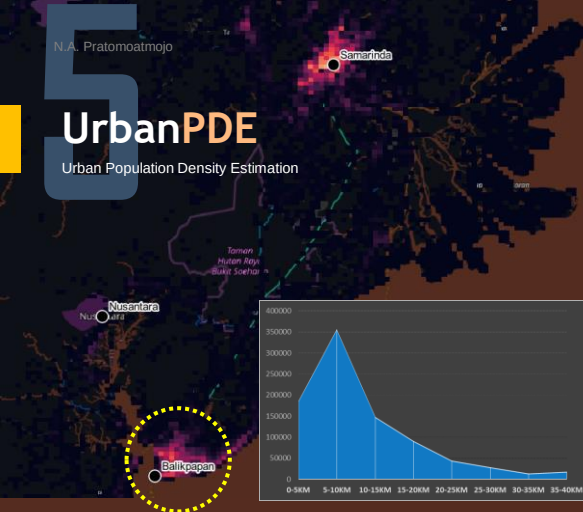 5
N.A. Pratomoatmojo
Samarinda
UrbanPDE
Urban Population Density Estimation
Taman
Hutan Raya
Bukit Soehar
Nusantara
Balikpapan
400000
350000
300000
250000
200000
150000
100000
50000
0
0-5KM 5-10KM 10-15KM 15-20KM 20-25KM 25-30KM 30-35KM 35-40KM